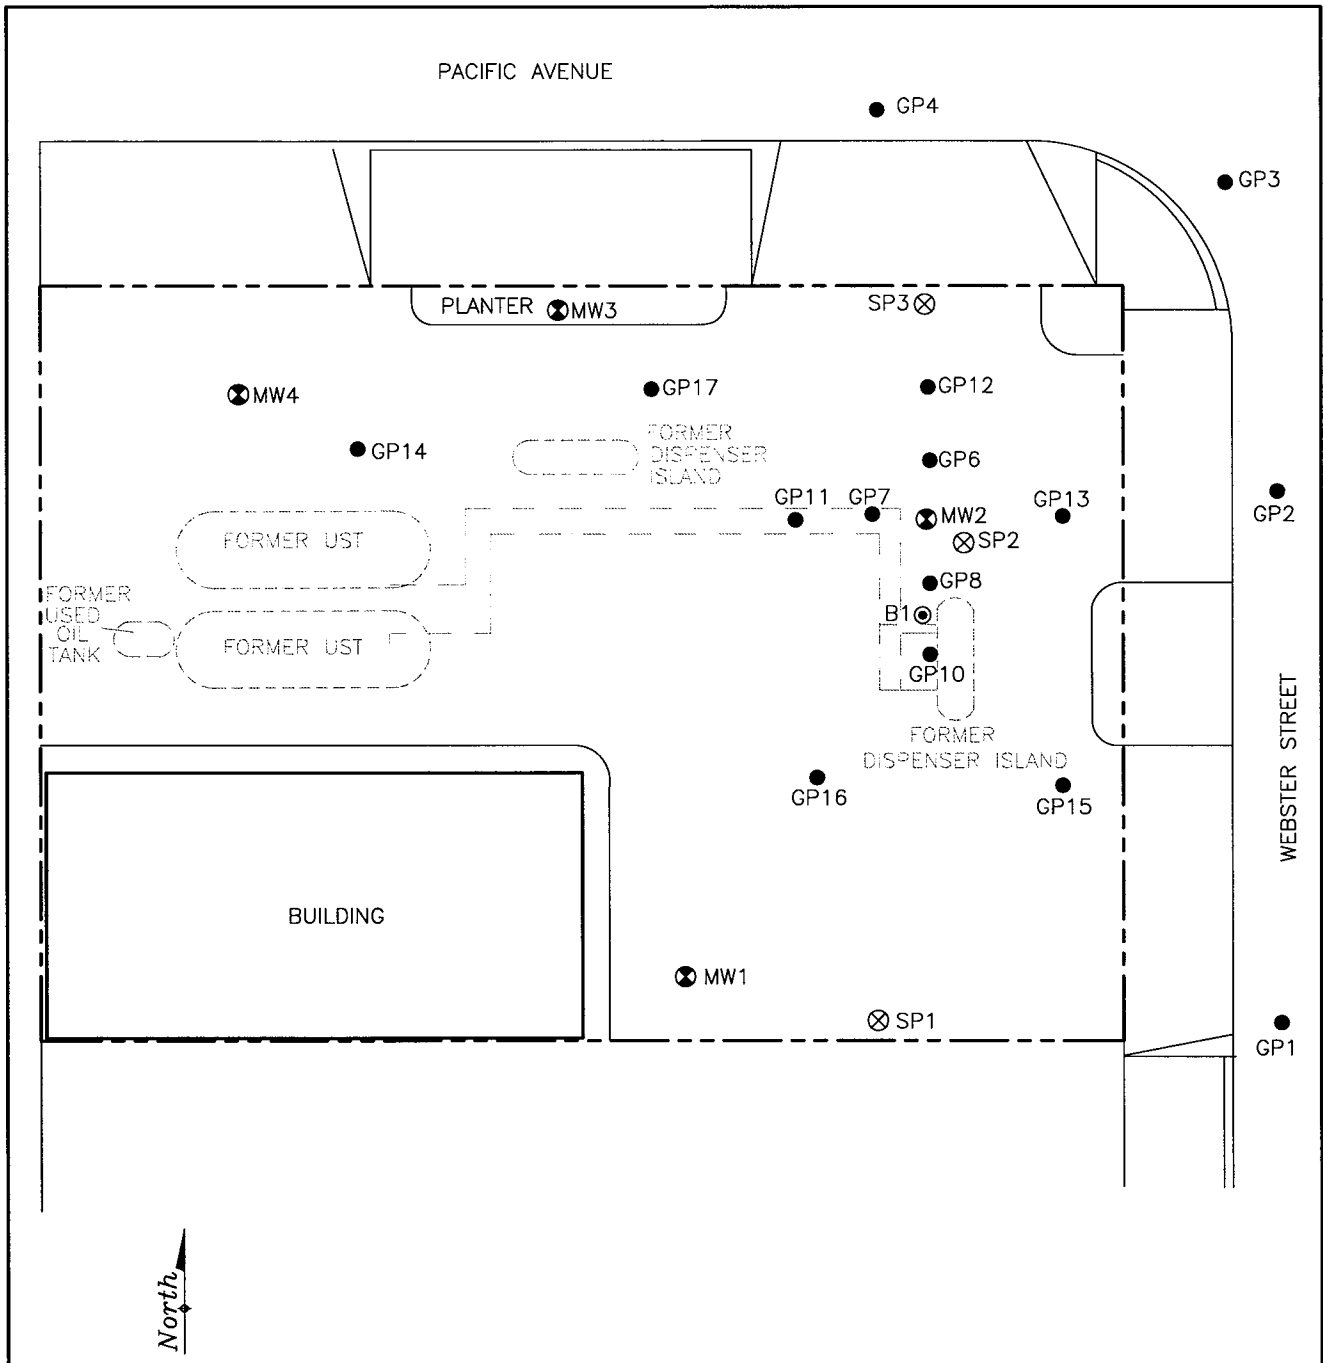 PACIFIC AVENUE
GP4
GP3
PLANTER
MW3
SP3
MW4
GP17
GP12
GP14
FORMER
DISPENSER
ISLAND
GP6
GP11
GP7
MW2
GP13
GP2
SP2
FORMER UST
GP8
FORMER
USED
OIL
TANK
FORMER UST
B1
GP10
FORMER
DISPENSER ISLAND
GP16
GP15
WEBSTER STREET
BUILDING
MW1
SP1
GP1
North